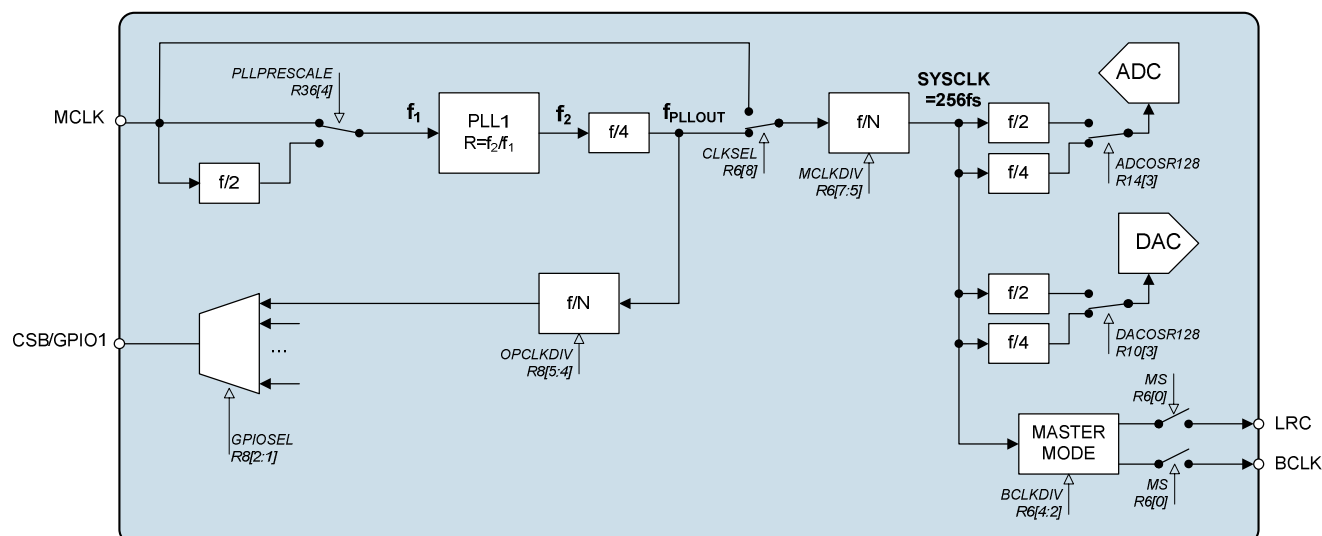 PLLPRESCALE
R36[4]
MCLK
f1
PLL1
R=f2/f1
f2
f/4
fPLLOUT
f/2
CLKSEL
R6[8]
f/N
MCLKDIV
R6[7:5]
SYSCLK
=256fs
f/2
f/4
ADC
ADCOSR128
R14[3]
DAC
f/2
f/4
DACOSR128
R10[3]
f/N
OPCLKDIV
R8[5:4]
CSB/GPIO1
...
GPIOSEL
R8[2:1]
MASTER
MODE
BCLKDIV
R6[4:2]
MS
R6[0]
LRC
BCLK
MS
R6[0]